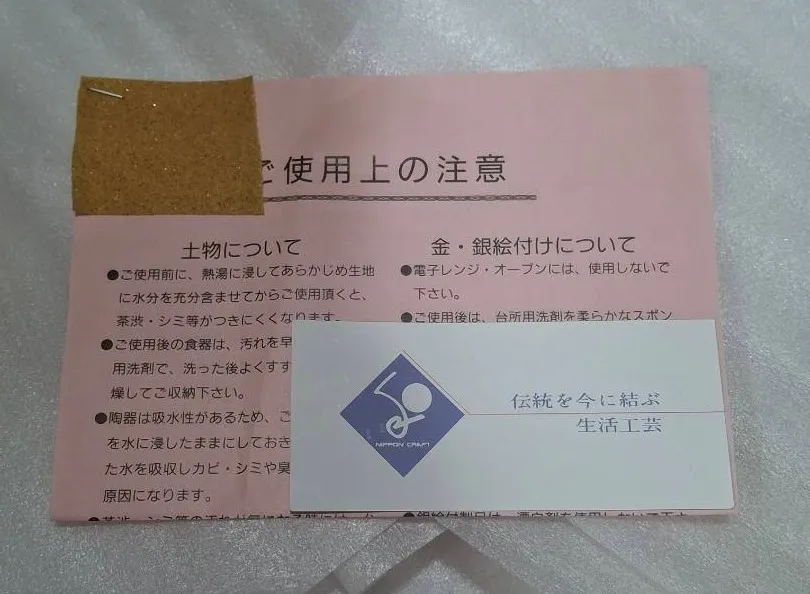 ご使用上の注意
土物について
●ご使用前に、熱湯に浸してあらかじめ生地
に水分を充分含ませてからご使用頂くと、
茶渋・シミ等がつきにくくなります。
●ご使用後の食器は、汚れを早
用洗剤で、洗った後よくすす
燥してご収納下さい。
●陶器は吸水性があるため、ご
を水に浸したままにしておき
た水を吸収しカビ・シミや臭
原因になります。
金・銀絵付けについて
●電子レンジ・オーブンには、使用しないで
下さい。
●ご使用後は、台所用洗剤を柔らかなスポン
NIPPON CRAFT
伝統を今に結ぶ
生活工芸